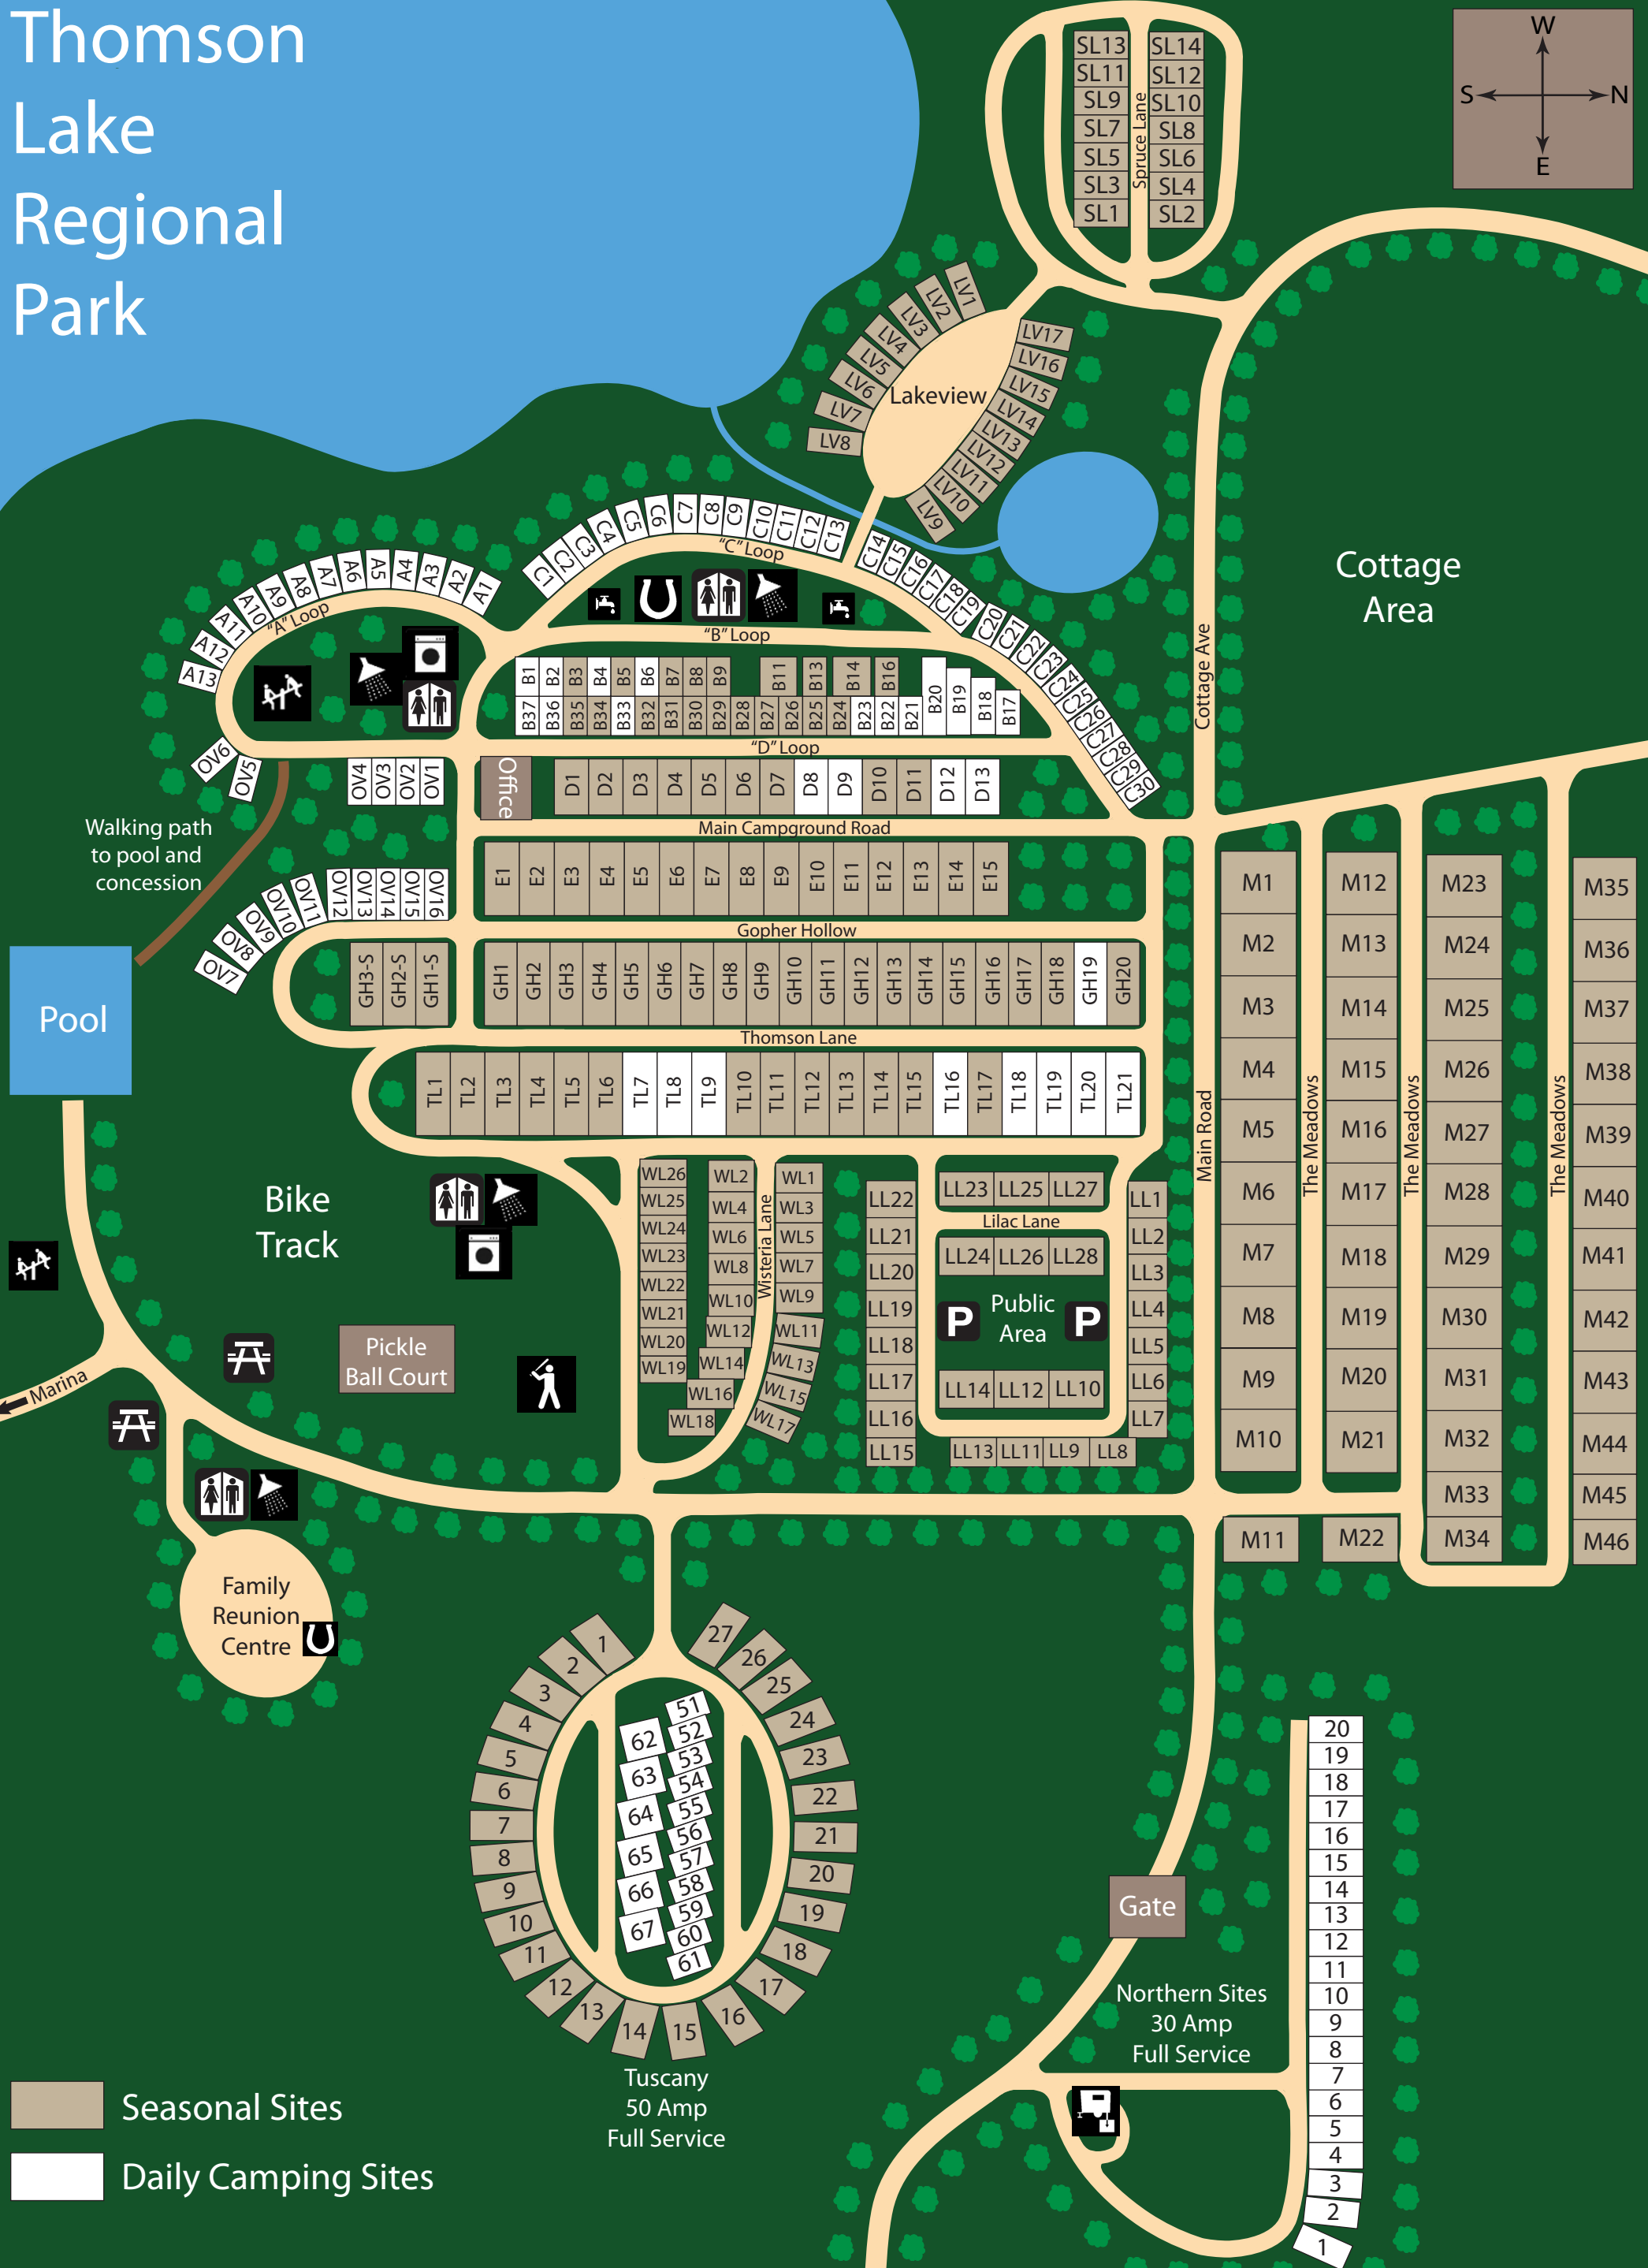 Thomson
Lake
Regional
Park
W
S N
E
SL13 SL14
SL11 SL12
SL9 SL10
SL7 SL8
SL5 SL6
SL3 SL4
SL1 SL2
Spruce Lane
LV1
LV2
LV3
LV4
LV5
LV6
LV7
LV8
LV17
LV16
LV15
LV14
LV13
LV12
LV11
LV10
LV9
Lakeview
Cottage
Area
Cottage Ave
C1 C2 C3 C4 C5 C6 C7 C8 C9 C10 C11 C12 C13
C14 C15 C16 C17 C18 C19 C20 C21 C22 C23 C24 C25 C26 C27 C28 C29 C30
“C” Loop
A13 A12 A11 A10 A9 A8 A7 A6 A5 A4 A3 A2 A1
“A” Loop
“B” Loop
B1 B2 B3 B4 B5 B6 B7 B8 B9 B11 B13 B14 B16 B20 B19 B18 B17
B37 B36 B35 B34 B33 B32 B31 B30 B29 B28 B27 B26 B25 B24 B23 B22 B21
“D” Loop
OV6 OV5 OV4 OV3 OV2 OV1
Office
D1 D2 D3 D4 D5 D6 D7 D8 D9 D10 D11 D12 D13
Main Campground Road
Walking path
to pool and
concession
E1 E2 E3 E4 E5 E6 E7 E8 E9 E10 E11 E12 E13 E14 E15
OV7 OV8 OV9 OV10 OV11 OV12 OV13 OV14 OV15 OV16
Gopher Hollow
GH3-S GH2-S GH1-S
GH1 GH2 GH3 GH4 GH5 GH6 GH7 GH8 GH9 GH10 GH11 GH12 GH13 GH14 GH15 GH16 GH17 GH18 GH19 GH20
Pool
Thomson Lane
TL1 TL2 TL3 TL4 TL5 TL6 TL7 TL8 TL9 TL10 TL11 TL12 TL13 TL14 TL15 TL16 TL17 TL18 TL19 TL20 TL21
M1 M12 M23 M35
M2 M13 M24 M36
M3 M14 M25 M37
M4 M15 M26 M38
M5 M16 M27 M39
M6 M17 M28 M40
M7 M18 M29 M41
M8 M19 M30 M42
M9 M20 M31 M43
M10 M21 M32 M44
M33 M45
M11 M22 M34 M46
Main Road
The Meadows
The Meadows
The Meadows
WL26
WL25
WL24
WL23
WL22
WL21
WL20
WL19
WL2
WL4
WL6
WL8
WL10
WL12
WL14
WL16
WL18
Wisteria Lane
WL1
WL3
WL5
WL7
WL9
WL11
WL13
WL15
WL17
LL22
LL21
LL20
LL19
LL18
LL17
LL16
LL15
LL23 LL25 LL27
Lilac Lane
LL24 LL26 LL28
P Public P
Area
LL14 LL12 LL10
LL13 LL11 LL9 LL8
LL1
LL2
LL3
LL4
LL5
LL6
LL7
Bike
Track
Pickle
Ball Court
Marina
Family
Reunion
Centre
1
2
3
4
5
6
7
8
9
10
11
12
13
14
15
16
17
18
19
20
21
22
23
24
25
26
27
62
63
64
65
66
67
51
52
53
54
55
56
57
58
59
60
61
Tuscany
50 Amp
Full Service
Gate
Northern Sites
30 Amp
Full Service
20
19
18
17
16
15
14
13
12
11
10
9
8
7
6
5
4
3
2
1
Seasonal Sites
Daily Camping Sites